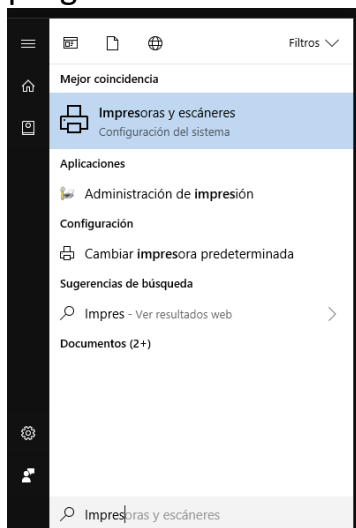 Filtros
Mejor coincidencia
Impresoras y escáneres
Configuración del sistema
Aplicaciones
Administración de impresión
Configuración
Cambiar impresora predeterminada
Sugerencias de búsqueda
Impres - Ver resultados web
Documentos (2+)
Impresoras y escáneres